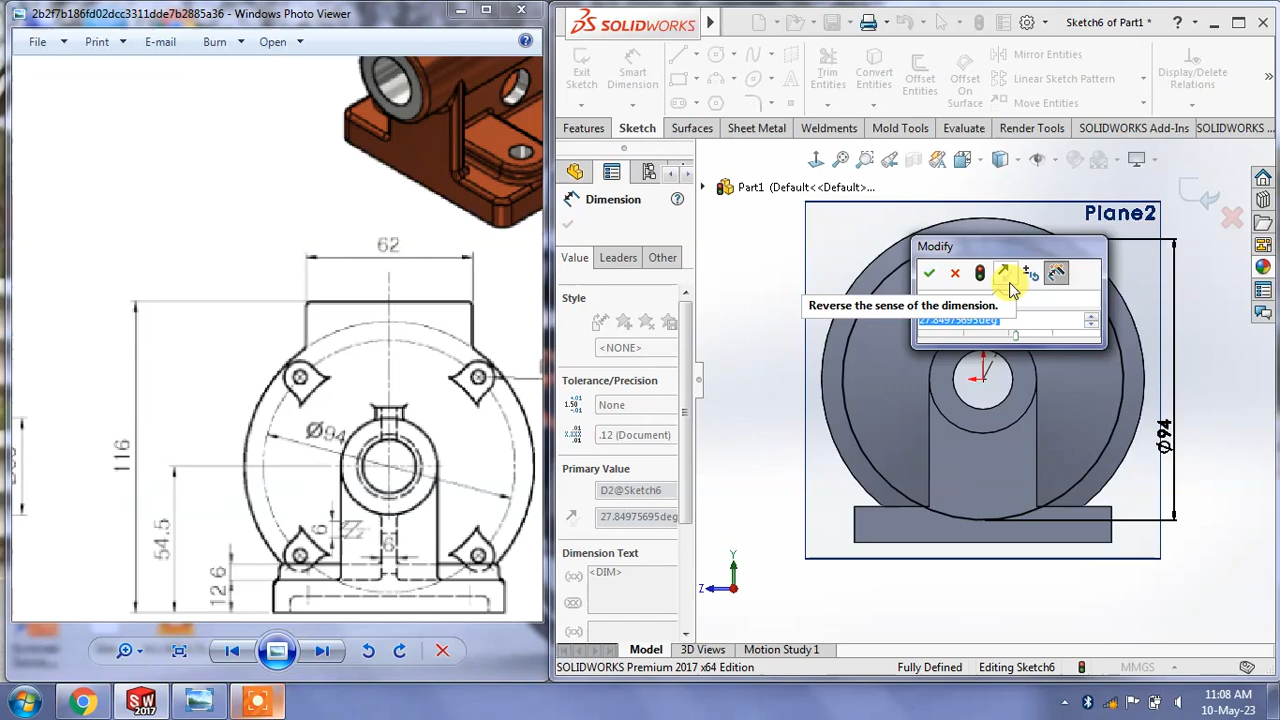 2b2f7b186fd02dcc3311dde7b2885a36 - Windows Photo Viewer
File
Print
E-mail
Burn
Open
62
116
Ø94
54.5
6
6
12.6
SOLIDWORKS
Sketch6 of Part1 *
Exit Sketch
Smart Dimension
Trim Entities
Convert Entities
Offset Entities
Offset On Surface
Mirror Entities
Linear Sketch Pattern
Move Entities
Display/Delete Relations
Features
Sketch
Surfaces
Sheet Metal
Weldments
Mold Tools
Evaluate
Render Tools
SOLIDWORKS Add-Ins
SOLIDWORKS ...
Part1 (Default<<Default>...
Dimension
Value
Leaders
Other
Style
<NONE>
Tolerance/Precision
None
.12 (Document)
Primary Value
D2@Sketch6
27.84975695deg
Dimension Text
<DIM>
Plane2
Modify
Reverse the sense of the dimension.
27.84975695deg
Ø94
Y
Z
Model
3D Views
Motion Study 1
SOLIDWORKS Premium 2017 x64 Edition
Fully Defined
Editing Sketch6
MMGS
SW
2017
11:08 AM
10-May-23